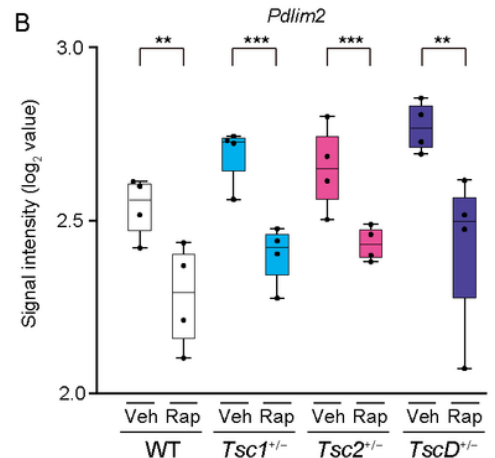 B
Pdlim2
** *** *** **
Signal intensity (log₂ value)
3.0
2.5
2.0
Veh Rap Veh Rap Veh Rap Veh Rap
WT Tsc1⁺/⁻ Tsc2⁺/⁻ TscD⁺/⁻